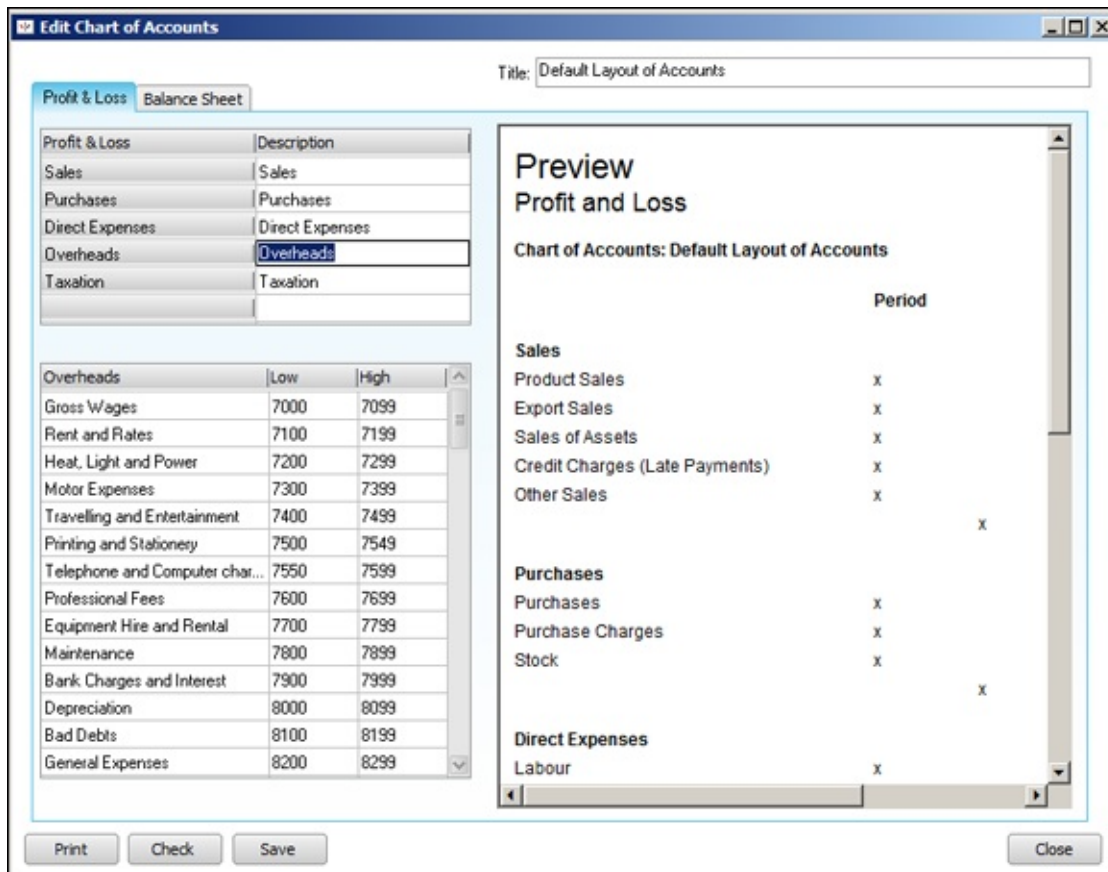 Edit Chart of Accounts
Title: Default Layout of Accounts
Profit & Loss Balance Sheet
Profit & Loss Description
Sales Sales
Purchases Purchases
Direct Expenses Direct Expenses
Overheads Overheads
Taxation Taxation
Overheads Low High
Gross Wages 7000 7099
Rent and Rates 7100 7199
Heat, Light and Power 7200 7299
Motor Expenses 7300 7399
Travelling and Entertainment 7400 7499
Printing and Stationery 7500 7549
Telephone and Computer char... 7550 7599
Professional Fees 7600 7699
Equipment Hire and Rental 7700 7799
Maintenance 7800 7899
Bank Charges and Interest 7900 7999
Depreciation 8000 8099
Bad Debts 8100 8199
General Expenses 8200 8299
Preview
Profit and Loss
Chart of Accounts: Default Layout of Accounts
Period
Sales
Product Sales x
Export Sales x
Sales of Assets x
Credit Charges (Late Payments) x
Other Sales x
x
Purchases
Purchases x
Purchase Charges x
Stock x
x
Direct Expenses
Labour x
Print Check Save Close